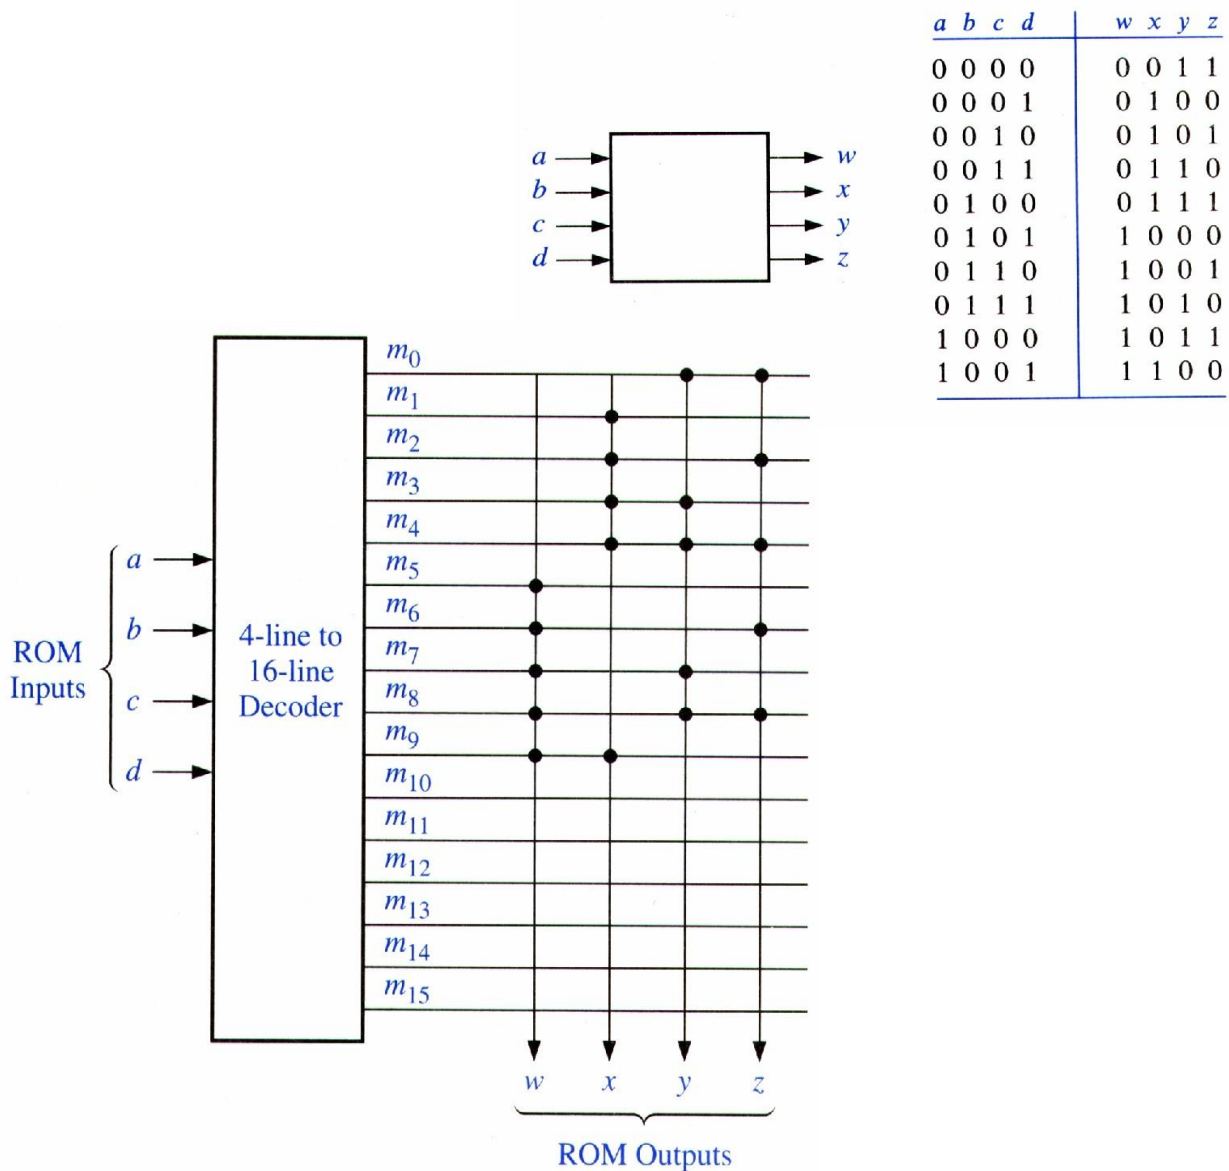 a b c d w x y z
0 0 0 0 0 0 1 1
0 0 0 1 0 1 0 0
0 0 1 0 0 1 0 1
0 0 1 1 0 1 1 0
0 1 0 0 0 1 1 1
0 1 0 1 1 0 0 0
0 1 1 0 1 0 0 1
0 1 1 1 1 0 1 0
1 0 0 0 1 0 1 1
1 0 0 1 1 1 0 0
a w
b x
c y
d z
m0
m1
m2
m3
m4
m5
m6
m7
m8
m9
m10
m11
m12
m13
m14
m15
ROM
Inputs
a
b
c
d
4-line to
16-line
Decoder
w x y z
ROM Outputs